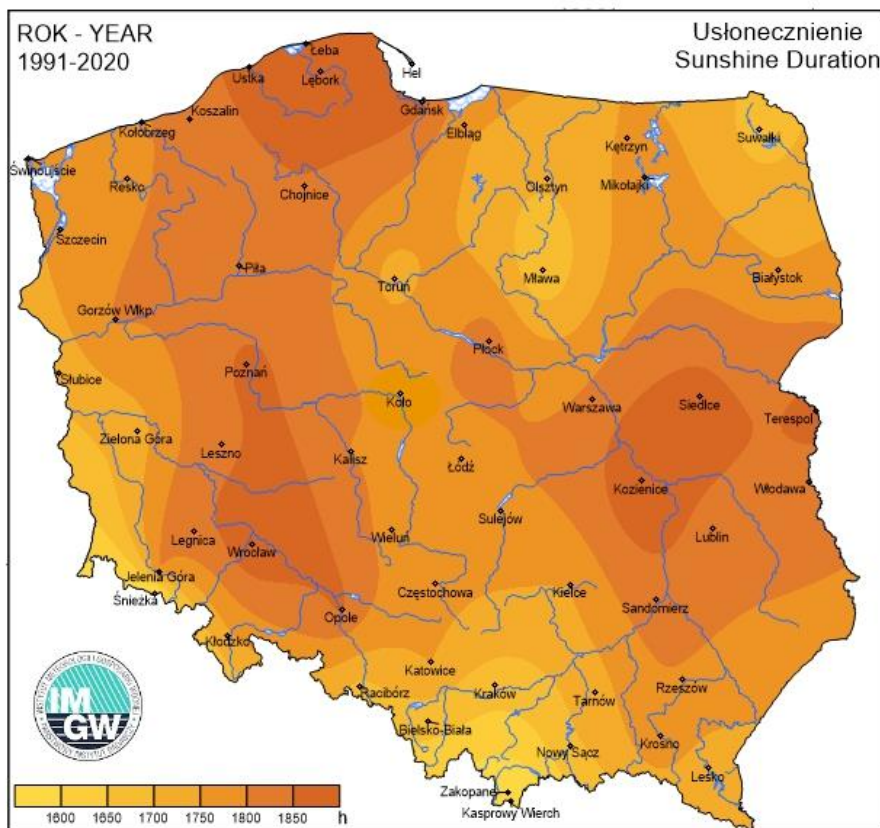 ROK - YEAR
1991-2020
Usłonecznienie
Sunshine Duration
Łeba
Ustka
Lębork
Hel
Gdańsk
Koszalin
Kołobrzeg
Elbląg
Suwałki
Kętrzyn
Świnoujście
Resko
Chojnice
Olsztyn
Mikołajki
Szczecin
Piła
Toruń
Mława
Białystok
Gorzów Wlkp.
Płock
Słubice
Poznań
Koło
Warszawa
Siedlce
Terespol
Zielona Góra
Leszno
Kalisz
Łódź
Kozienice
Włodawa
Sulejów
Legnica
Wrocław
Wieluń
Lublin
Jelenia Góra
Śnieżka
Częstochowa
Kielce
Sandomierz
Opole
Kłodzko
Katowice
Racibórz
Kraków
Tarnów
Rzeszów
Bielsko-Biała
Nowy Sącz
Krosno
Lesko
Zakopane
Kasprowy Wierch
IM
GW
1600 1700 1800
1650 1750 1850 h